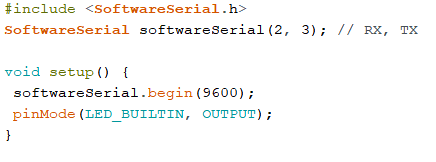 #include <SoftwareSerial.h>
SoftwareSerial softwareSerial(2, 3); // RX, TX

void setup() {
 softwareSerial.begin(9600);
 pinMode(LED_BUILTIN, OUTPUT);
}